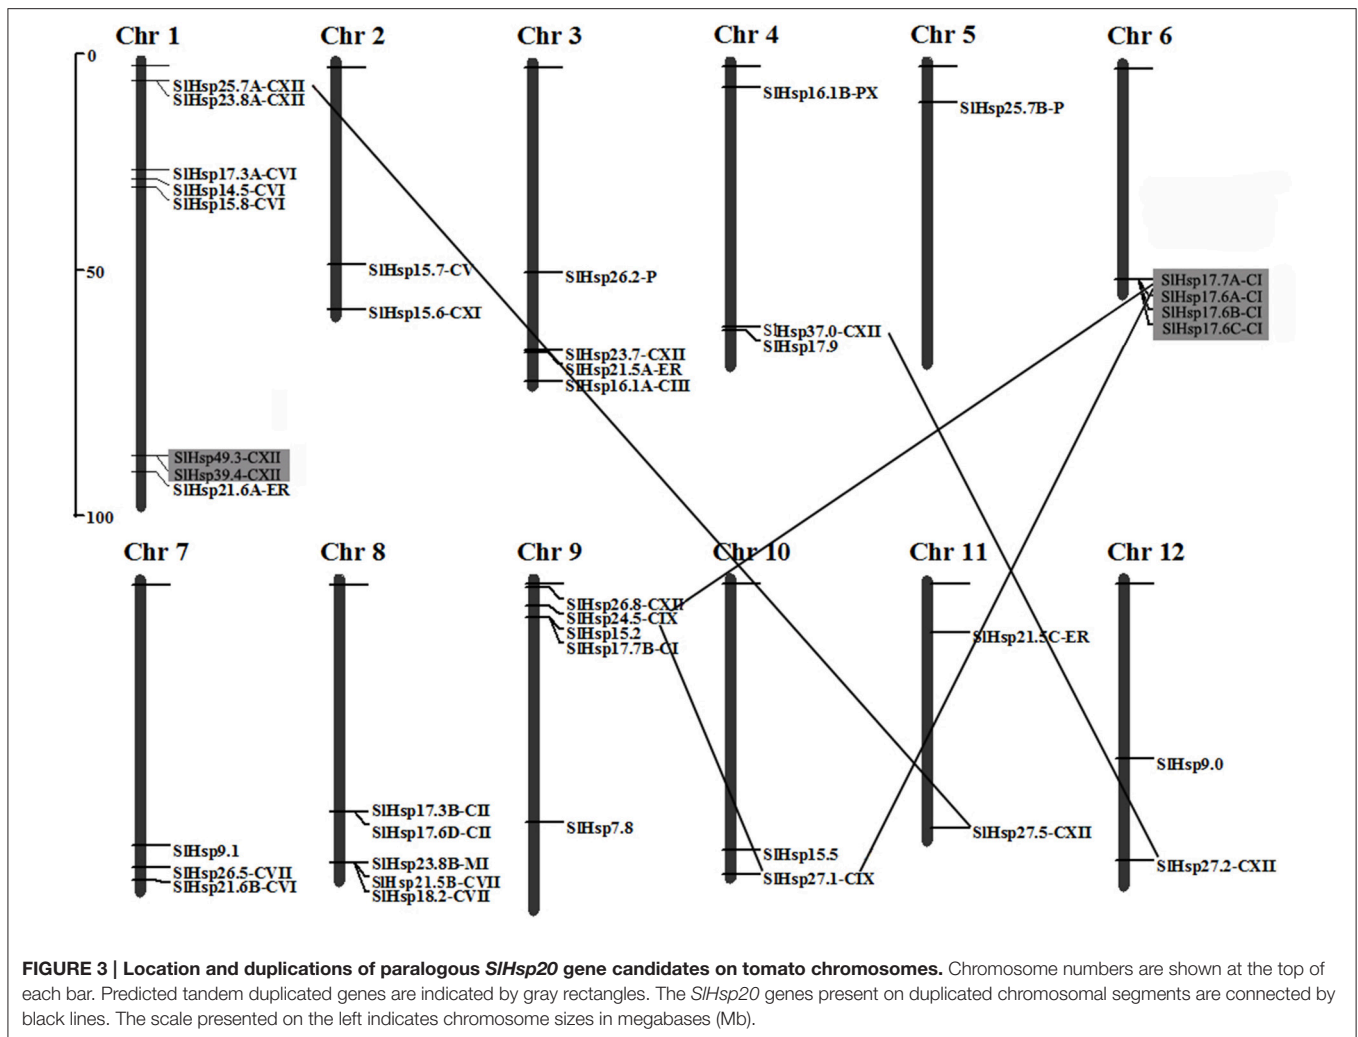 Chr 1
Chr 2
Chr 3
Chr 4
Chr 5
Chr 6
0
50
100
SlHsp25.7A-CXII
SlHsp23.8A-CXII
SlHsp17.3A-CVI
SlHsp14.5-CVI
SlHsp15.8-CVI
SlHsp49.3-CXII
SlHsp39.4-CXII
SlHsp21.6A-ER
SlHsp15.7-CV
SlHsp15.6-CXI
SlHsp26.2-P
SlHsp23.7-CXII
SlHsp21.5A-ER
SlHsp16.1A-CIII
SlHsp16.1B-PX
SlHsp37.0-CXII
SlHsp17.9
SlHsp25.7B-P
SlHsp17.7A-CI
SlHsp17.6A-CI
SlHsp17.6B-CI
SlHsp17.6C-CI
Chr 7
Chr 8
Chr 9
Chr 10
Chr 11
Chr 12
SlHsp9.1
SlHsp26.5-CVII
SlHsp21.6B-CVI
SlHsp17.3B-CII
SlHsp17.6D-CII
SlHsp23.8B-MI
SlHsp21.5B-CVII
SlHsp18.2-CVII
SlHsp26.8-CXII
SlHsp24.5-CIX
SlHsp15.2
SlHsp17.7B-CI
SlHsp7.8
SlHsp15.5
SlHsp27.1-CIX
SlHsp21.5C-ER
SlHsp27.5-CXII
SlHsp9.0
SlHsp27.2-CXII
FIGURE 3 | Location and duplications of paralogous SlHsp20 gene candidates on tomato chromosomes. Chromosome numbers are shown at the top of
each bar. Predicted tandem duplicated genes are indicated by gray rectangles. The SlHsp20 genes present on duplicated chromosomal segments are connected by
black lines. The scale presented on the left indicates chromosome sizes in megabases (Mb).